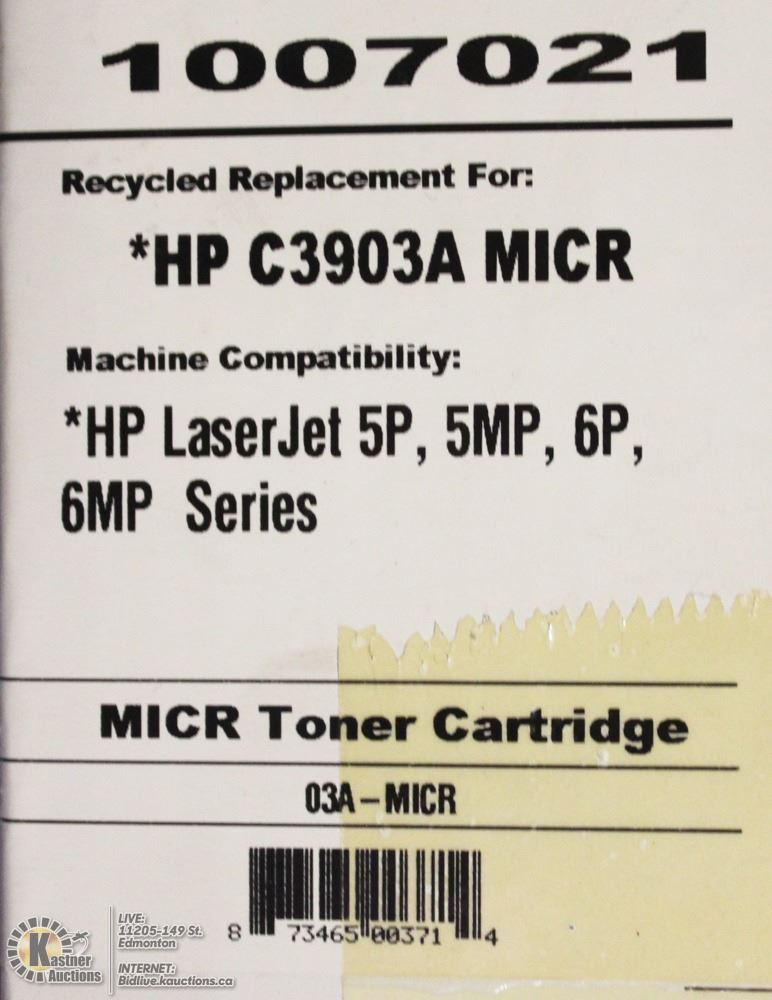 1007021
Recycled Replacement For:
*HP C3903A MICR
Machine Compatibility:
*HP LaserJet 5P, 5MP, 6P,
6MP Series
MICR Toner Cartridge
03A-MICR
8 73465 00371 4
Kastner
Auctions
LIVE:
11205-149 St.
Edmonton
INTERNET:
Bidlive.kauctions.ca